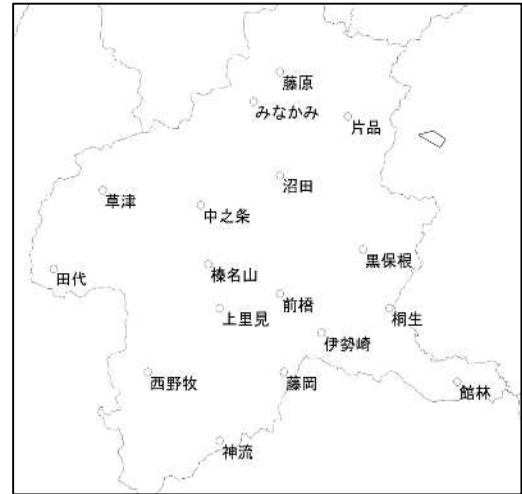 藤原
みなかみ
片品
沼田
草津
中之条
黒保根
田代
榛名山
前橋
上里見
桐生
伊勢崎
西野牧
藤岡
館林
神流